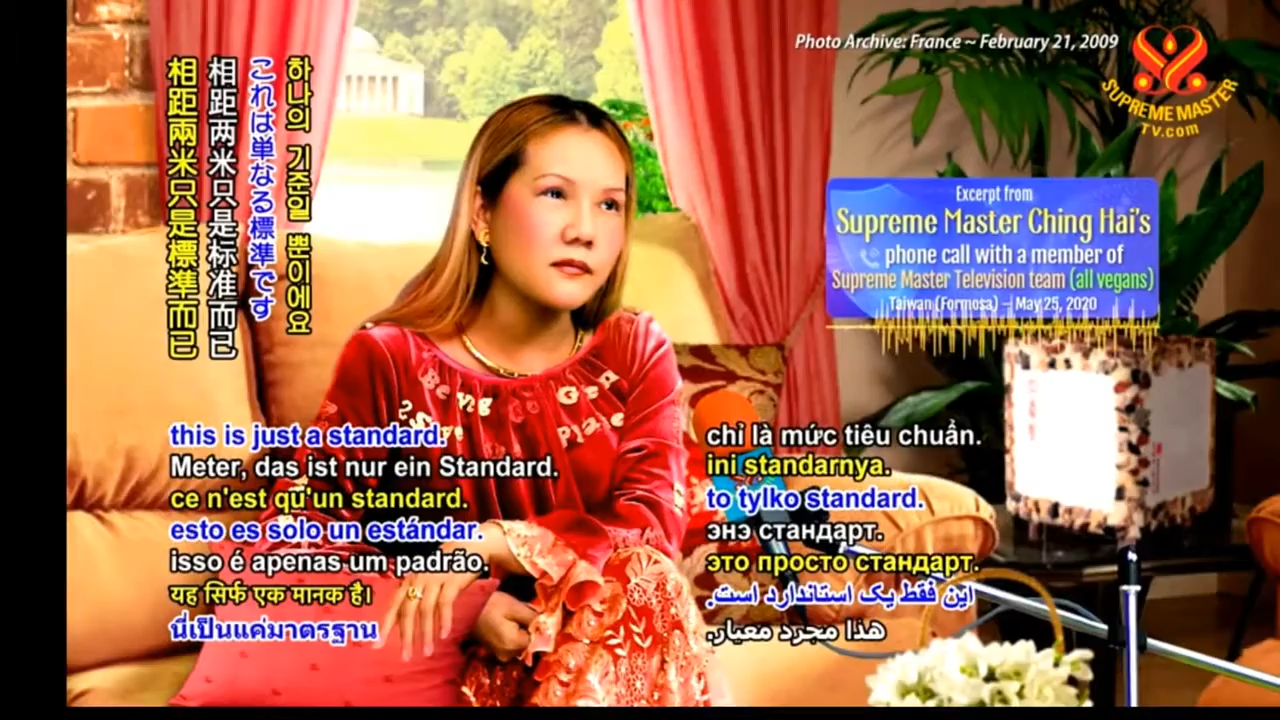 Photo Archive: France ~ February 21, 2009
SUPREME MASTER
TV.com
Excerpt from
Supreme Master Ching Hai's
phone call with a member of
Supreme Master Television team (all vegans)
Taiwan (Formosa) – May 25, 2020
하나의 기준일 뿐이에요
これは単なる標準です
相距两米只是标准而已
相距兩米只是標準而已
this is just a standard.
Meter, das ist nur ein Standard.
ce n'est qu'un standard.
esto es solo un estándar.
isso é apenas um padrão.
यह सिर्फ एक मानक है।
นี่เป็นแค่มาตรฐาน
chỉ là mức tiêu chuẩn.
ini standarnya.
to tylko standard.
энэ стандарт.
это просто стандарт.
این فقط یک استاندارد است.
هذا مجرد معيار.